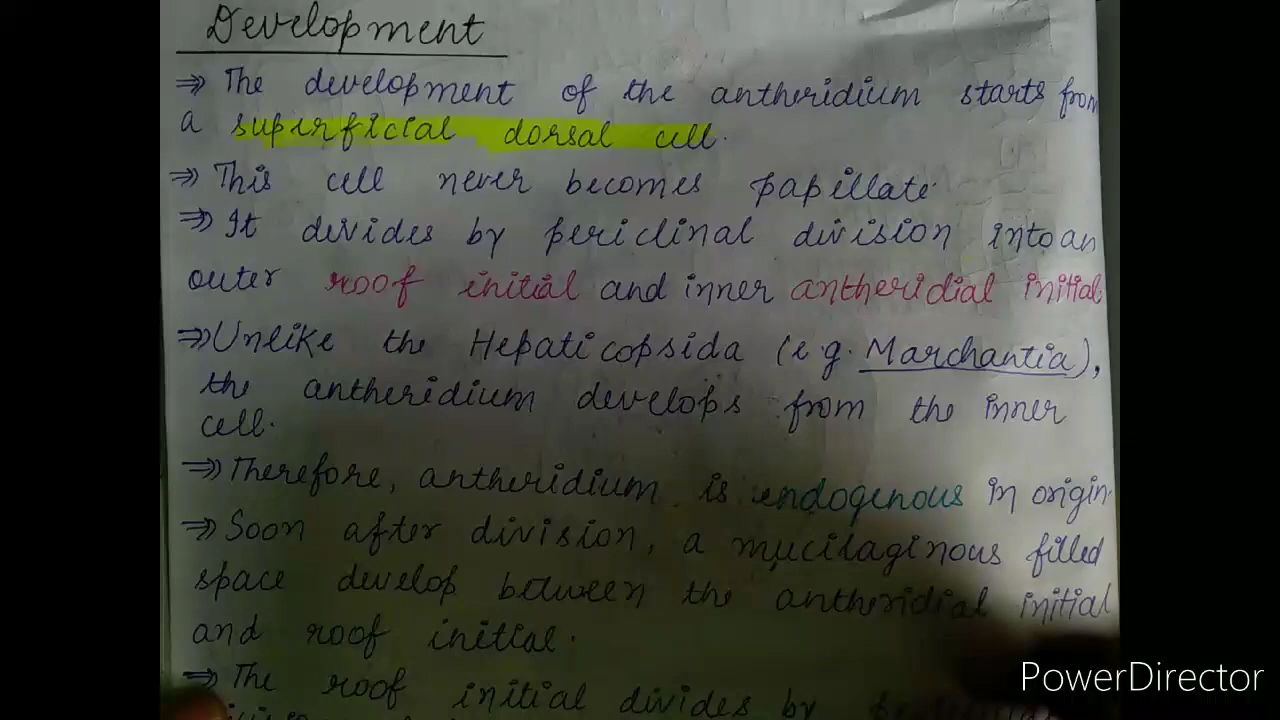 Development
⇒ The development of the antheridium starts from
a superficial dorsal cell.
⇒ This cell never becomes papillate.
⇒ It divides by periclinal division into an
outer roof initial and inner antheridial initial
⇒ Unlike the Hepaticopsida (e.g. Marchantia),
the antheridium develops from the inner
cell.
⇒ Therefore, antheridium is endogenous in origin.
⇒ Soon after division, a mucilaginous filled
space develop between the antheridial initial
and roof initial.
⇒ The roof initial divides by
PowerDirector